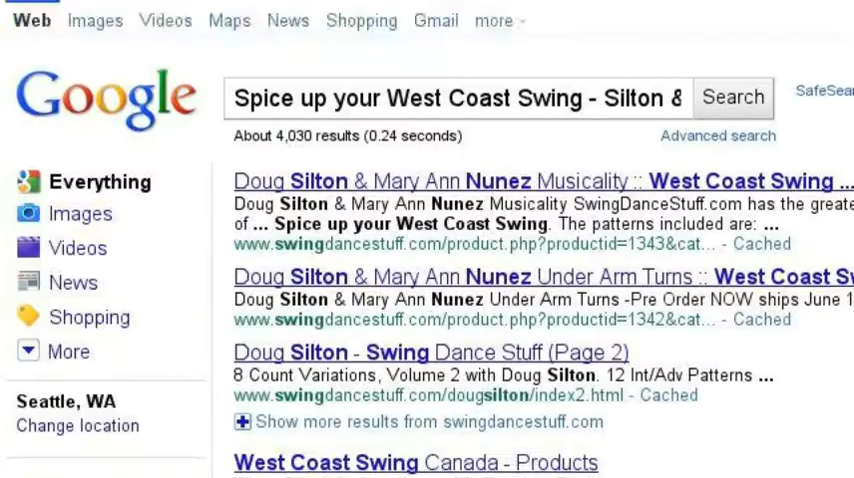 Web Images Videos Maps News Shopping Gmail more
Google
Spice up your West Coast Swing - Silton & Search
SafeSear
About 4,030 results (0.24 seconds) Advanced search
Everything
Images
Videos
News
Shopping
More
Seattle, WA
Change location
Doug Silton & Mary Ann Nunez Musicality :: West Coast Swing ...
Doug Silton & Mary Ann Nunez Musicality SwingDanceStuff.com has the greate
of ... Spice up your West Coast Swing. The patterns included are: ...
www.swingdancestuff.com/product.php?productid=1343&cat... - Cached
Doug Silton & Mary Ann Nunez Under Arm Turns :: West Coast Sw
Doug Silton & Mary Ann Nunez Under Arm Turns -Pre Order NOW ships June 1
www.swingdancestuff.com/product.php?productid=1342&cat... - Cached
Doug Silton - Swing Dance Stuff (Page 2)
8 Count Variations, Volume 2 with Doug Silton. 12 Int/Adv Patterns ...
www.swingdancestuff.com/dougsilton/index2.html - Cached
Show more results from swingdancestuff.com
West Coast Swing Canada - Products